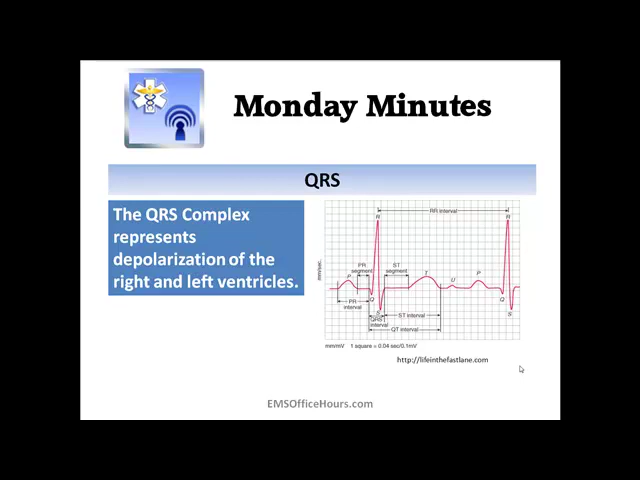 Monday Minutes
QRS
The QRS Complex
represents
depolarization of the
right and left ventricles.
RR interval
R
R
PR
segment
ST
segment
P
T
U
P
mm/sec.
Q
Q
PR
interval
S
S
QRS
interval
ST interval
QT interval
mm/mV 1 square = 0.04 sec/0.1mV
http://lifeinthefastlane.com
EMSOfficeHours.com